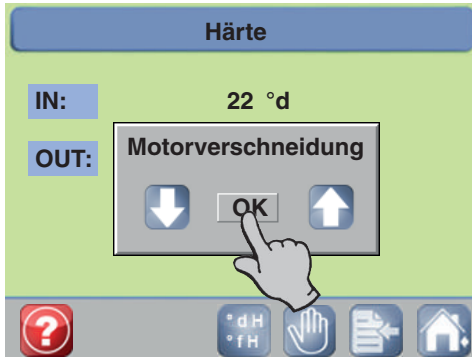 Härte
IN: 22 °d
OUT:
Motorverschneidung
OK
?
°dH
°fH